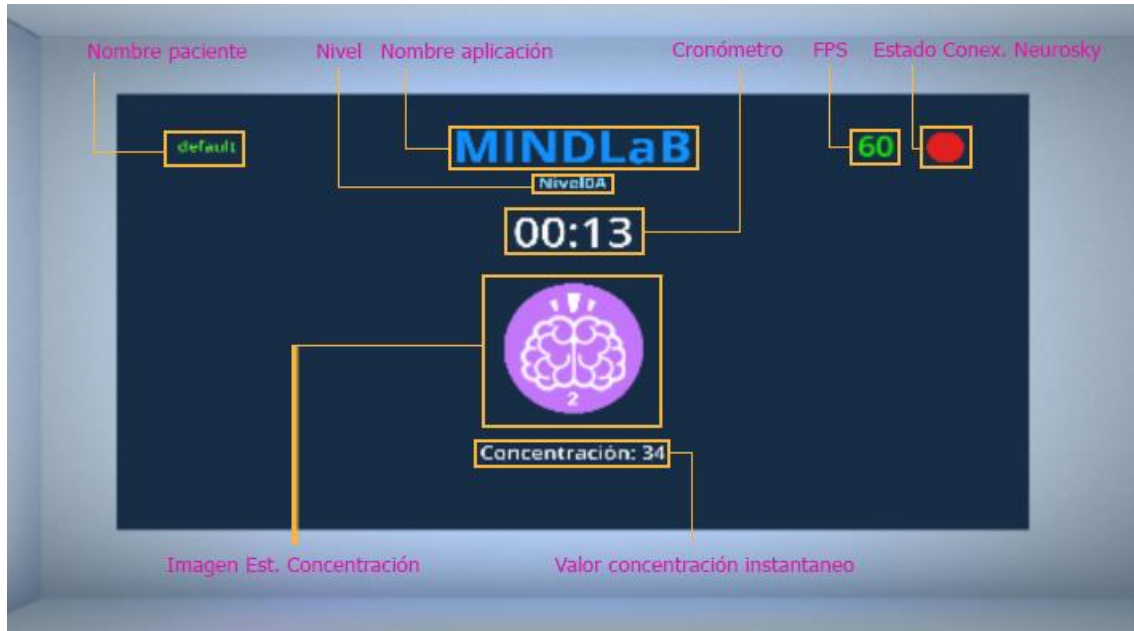 Nombre paciente Nivel Nombre aplicación Cronómetro FPS Estado Conex. Neurosky
default MINDLaB 60
Nivel0A
00:13
2
Concentración: 34
Imagen Est. Concentración Valor concentración instantaneo